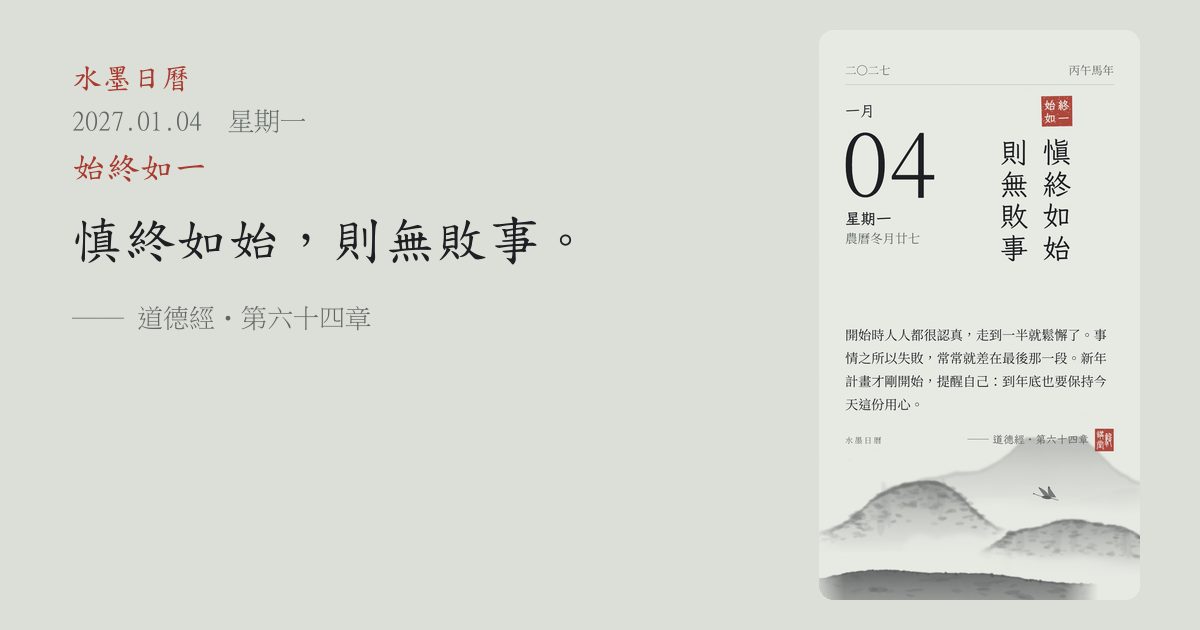 水墨日曆
2027.01.04 星期一
始終如一
慎終如始，則無敗事。
—— 道德經・第六十四章
二〇二七
丙午馬年
一月
04
星期一
農曆冬月廿七
始終如一
慎終如始
則無敗事
開始時人人都很認真，走到一半就鬆懈了。事
情之所以失敗，常常就差在最後那一段。新年
計畫才剛開始，提醒自己：到年底也要保持今
天這份用心。
水墨日曆
—— 道德經・第六十四章